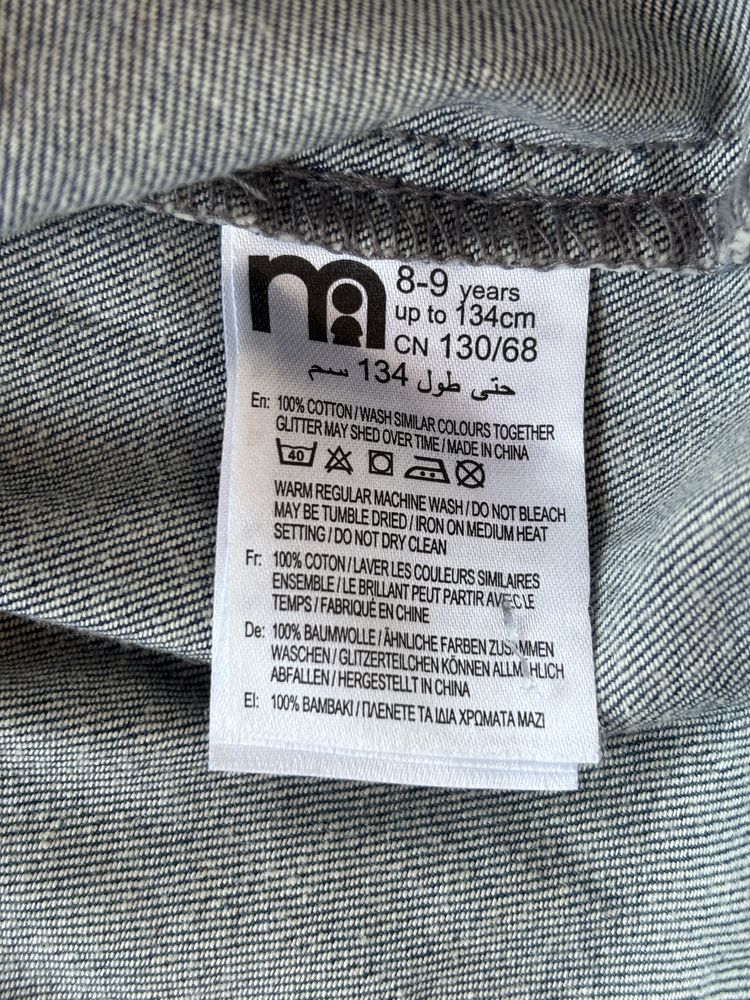 m
8-9 years
up to 134cm
CN 130/68
حتى طول 134 سم
En: 100% COTTON / WASH SIMILAR COLOURS TOGETHER
GLITTER MAY SHED OVER TIME / MADE IN CHINA
40
WARM REGULAR MACHINE WASH / DO NOT BLEACH
MAY BE TUMBLE DRIED / IRON ON MEDIUM HEAT
SETTING / DO NOT DRY CLEAN
Fr: 100% COTON / LAVER LES COULEURS SIMILAIRES
ENSEMBLE / LE BRILLANT PEUT PARTIR AVEC LE
TEMPS / FABRIQUÉ EN CHINE
De: 100% BAUMWOLLE / ÄHNLICHE FARBEN ZUSAMMEN
WASCHEN / GLITZERTEILCHEN KÖNNEN ALLMÄHLICH
ABFALLEN / HERGESTELLT IN CHINA
El: 100% ΒΑΜΒΑΚΙ / ΠΛΕΝΕΤΕ ΤΑ ΙΔΙΑ ΧΡΩΜΑΤΑ ΜΑΖΙ